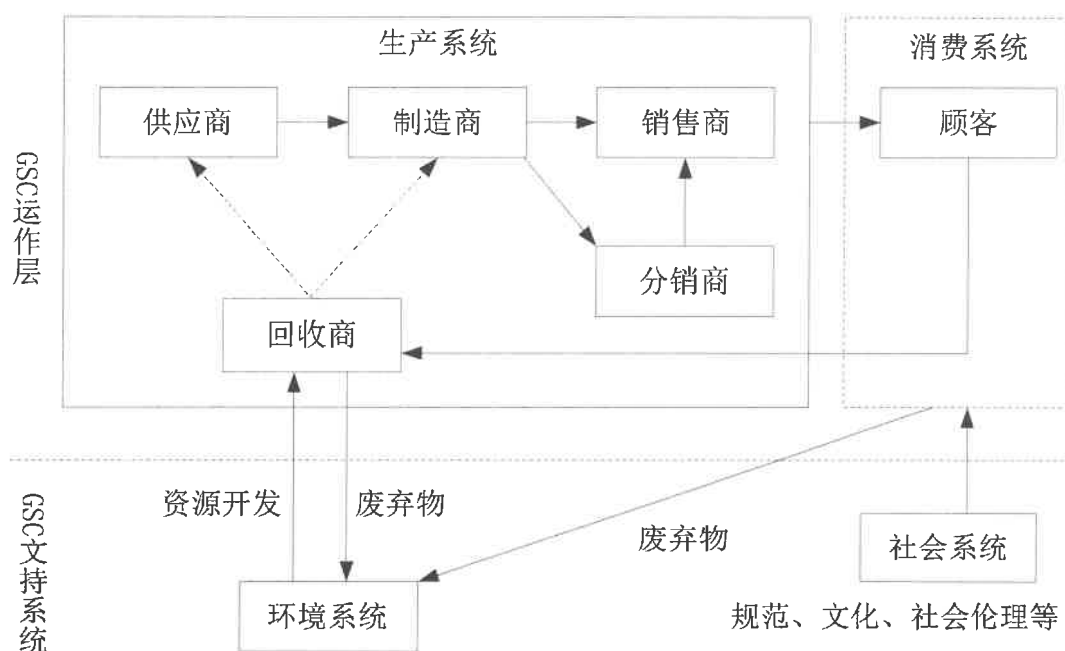 生产系统
消费系统
供应商
制造商
销售商
顾客
GSC运作层
分销商
回收商
资源开发
废弃物
废弃物
社会系统
GSC文持系统
环境系统
规范、文化、社会伦理等